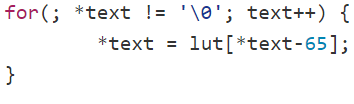 for(; *text != '\0'; text++) {
        *text = lut[*text-65];
}